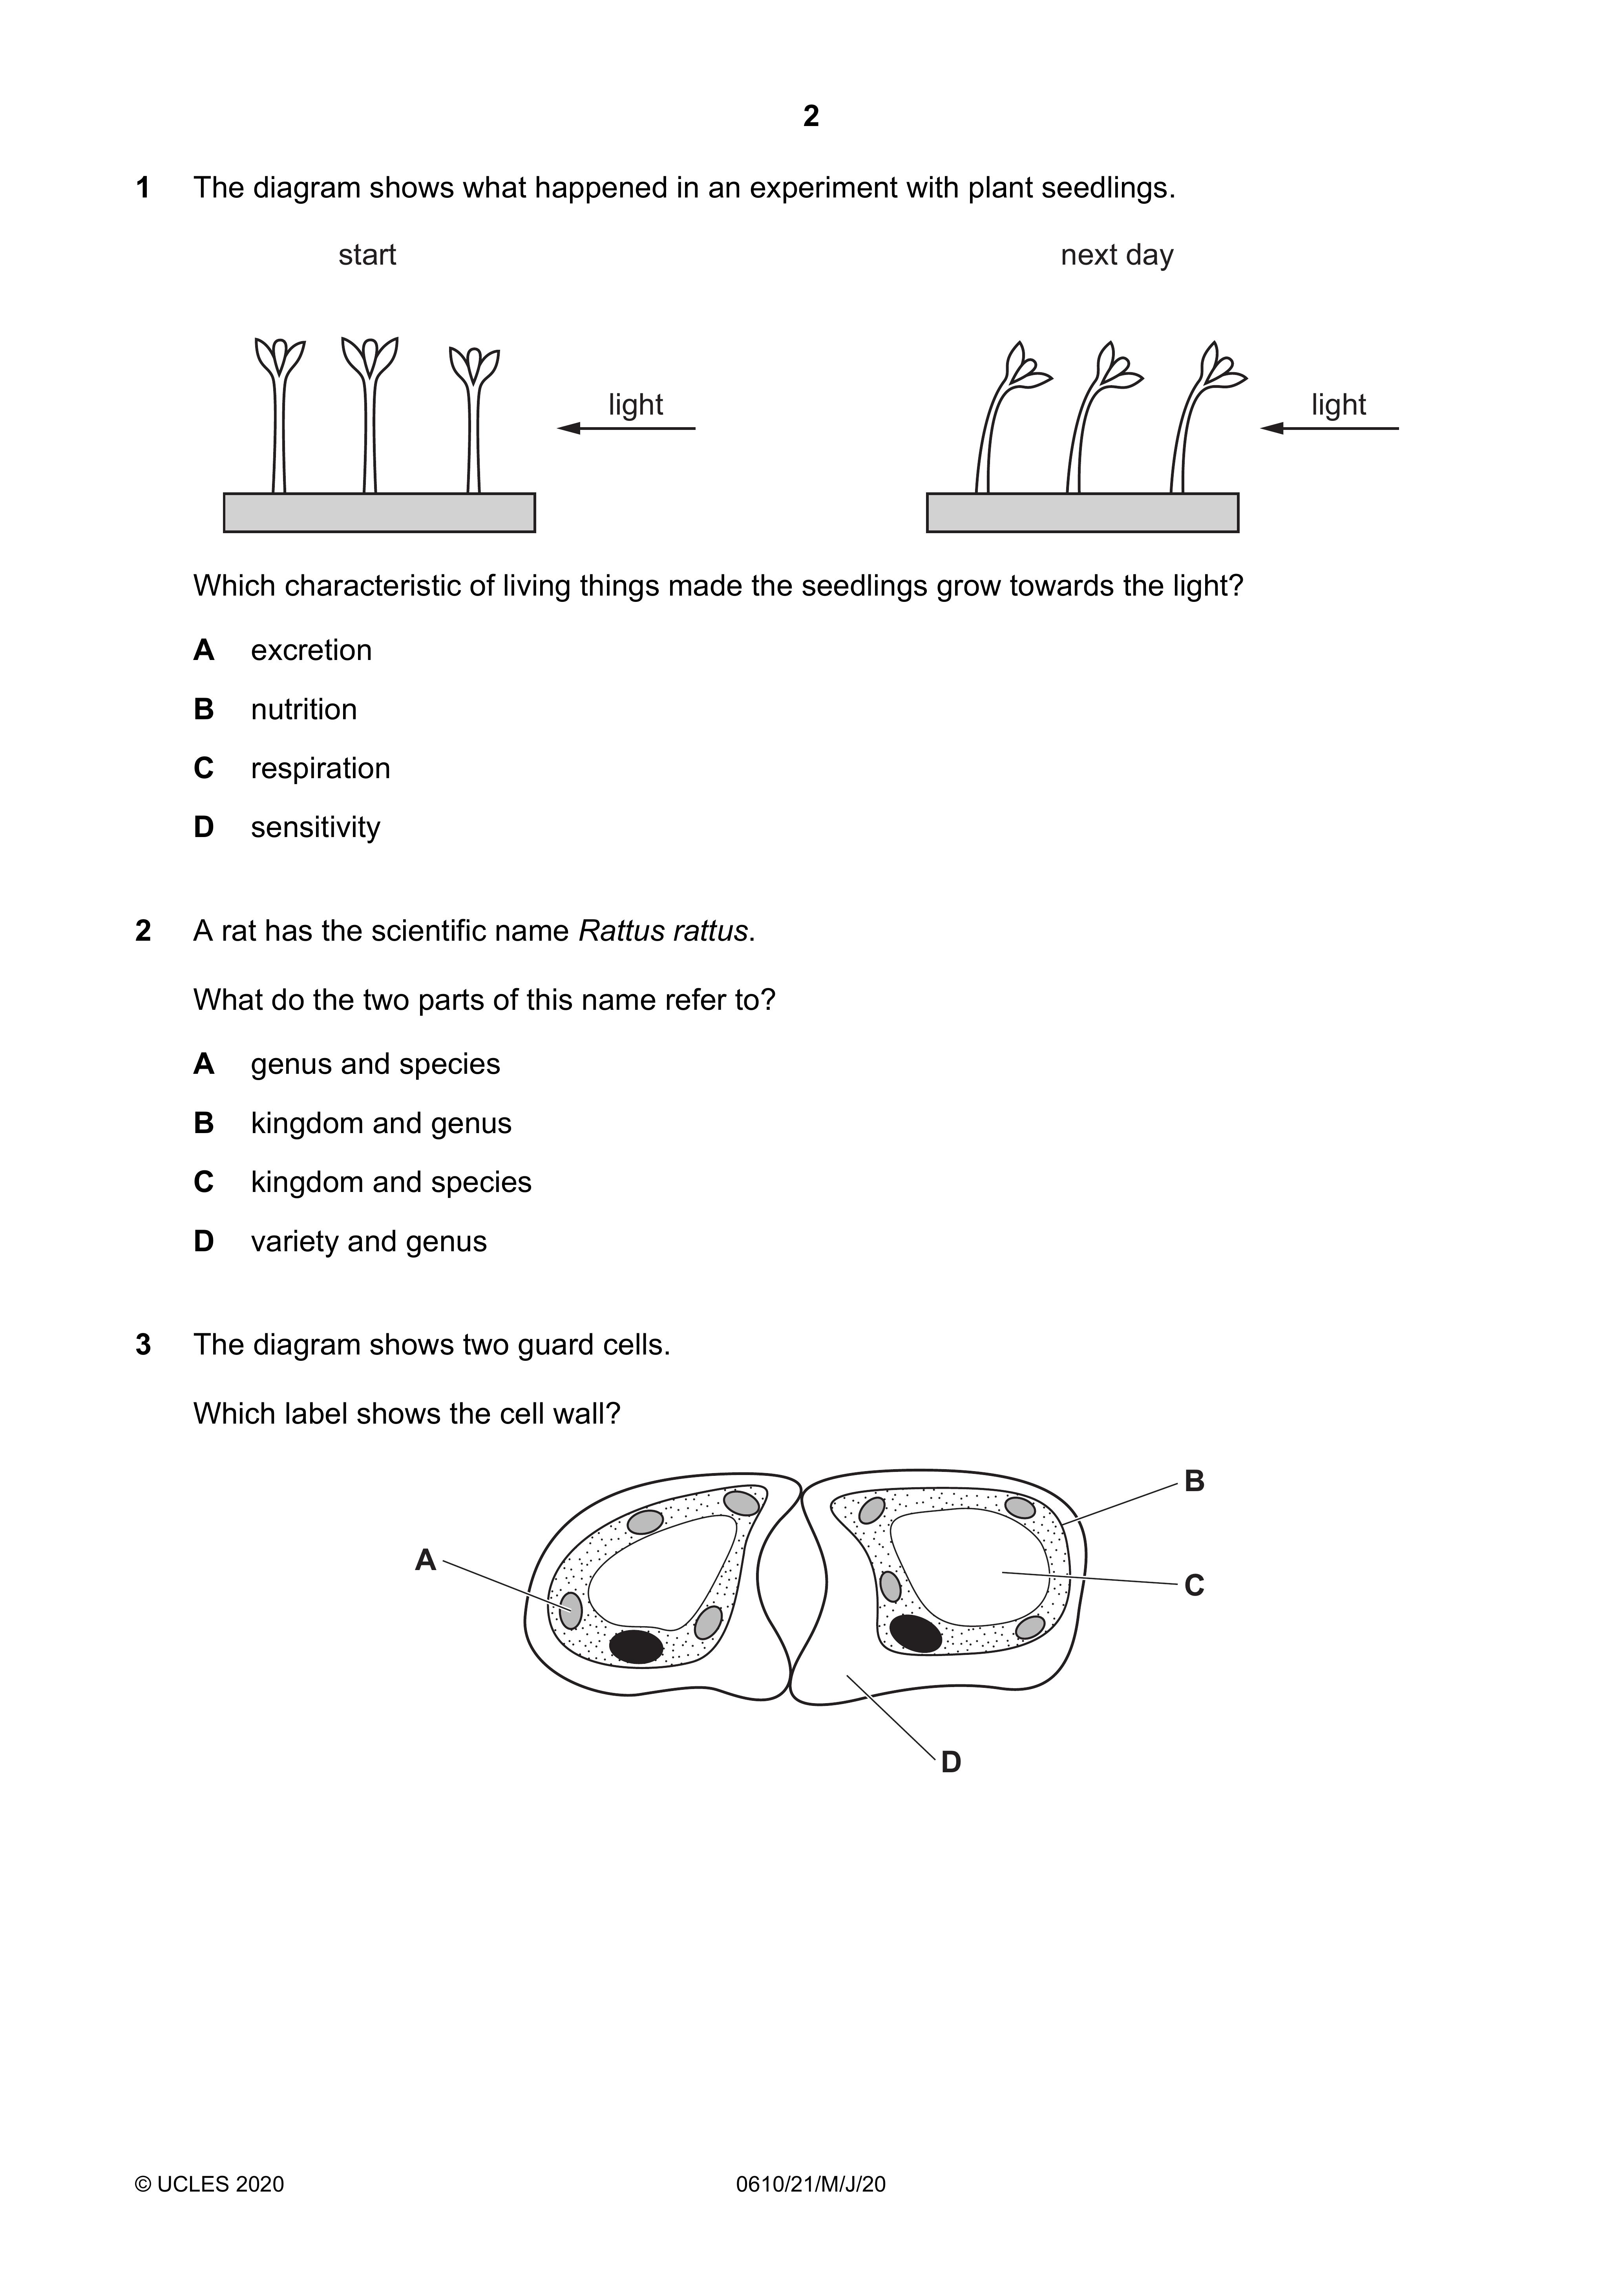 2
1 The diagram shows what happened in an experiment with plant seedlings.
start next day
light light
Which characteristic of living things made the seedlings grow towards the light?
A excretion
B nutrition
C respiration
D sensitivity
2 A rat has the scientific name Rattus rattus.
What do the two parts of this name refer to?
A genus and species
B kingdom and genus
C kingdom and species
D variety and genus
3 The diagram shows two guard cells.
Which label shows the cell wall?
B
A
C
D
© UCLES 2020 0610/21/M/J/20